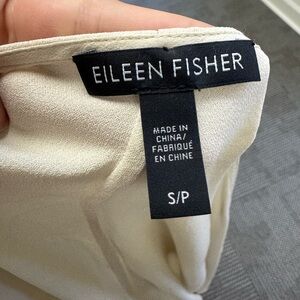 EILEEN FISHER
MADE IN
CHINA/
FABRIQUÉ
EN CHINE
S/P